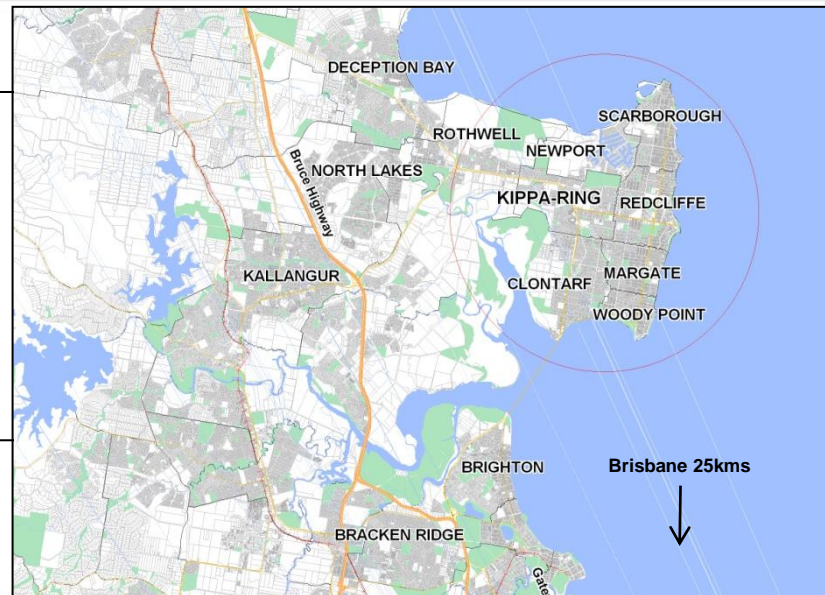 DECEPTION BAY
SCARBOROUGH
ROTHWELL
NEWPORT
NORTH LAKES
Bruce Highway
KIPPA-RING
REDCLIFFE
KALLANGUR
MARGATE
CLONTARF
WOODY POINT
BRIGHTON
Brisbane 25kms
BRACKEN RIDGE
Gate